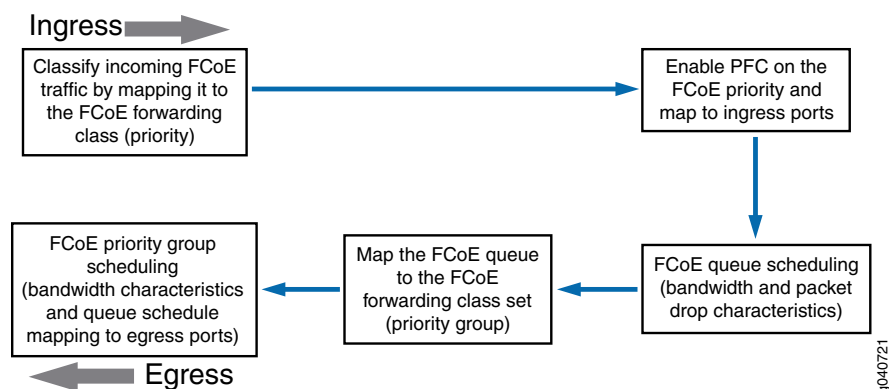 Ingress
Classify incoming FCoE
traffic by mapping it to
the FCoE forwarding
class (priority)
Enable PFC on the
FCoE priority and
map to ingress ports
FCoE queue scheduling
(bandwidth and packet
drop characteristics)
Map the FCoE queue
to the FCoE
forwarding class set
(priority group)
FCoE priority group
scheduling
(bandwidth characteristics
and queue schedule
mapping to egress ports)
Egress
g040721